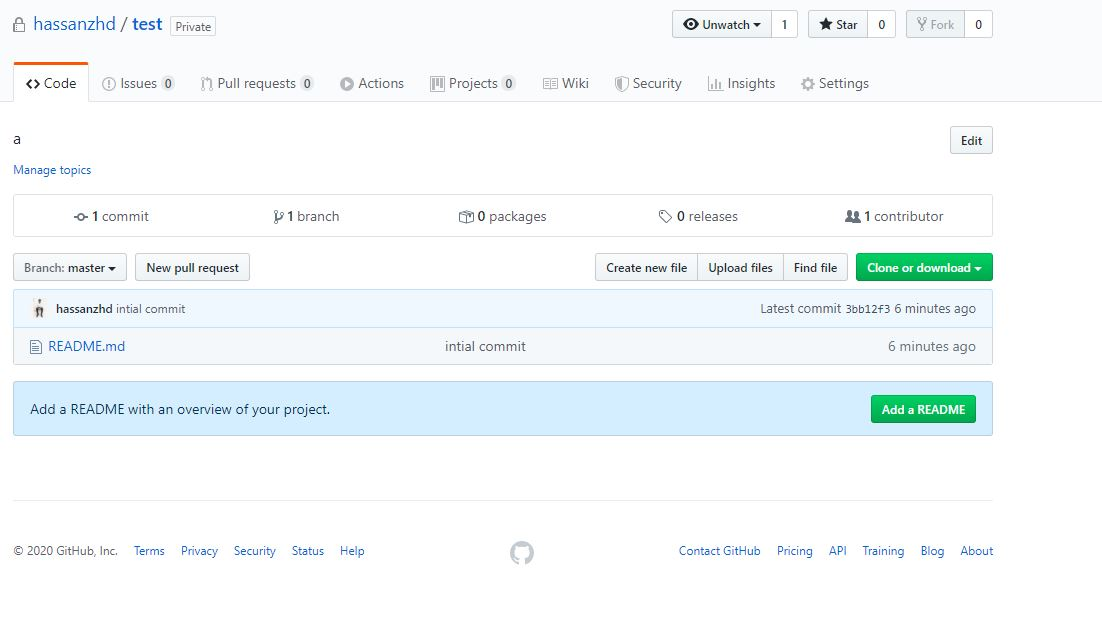 hassanzhd / test Private Unwatch 1 Star 0 Fork 0
Code Issues 0 Pull requests 0 Actions Projects 0 Wiki Security Insights Settings
a Edit
Manage topics
1 commit 1 branch 0 packages 0 releases 1 contributor
Branch: master New pull request Create new file Upload files Find file Clone or download
hassanzhd intial commit Latest commit 3bb12f3 6 minutes ago
README.md intial commit 6 minutes ago
Add a README with an overview of your project. Add a README
© 2020 GitHub, Inc. Terms Privacy Security Status Help Contact GitHub Pricing API Training Blog About